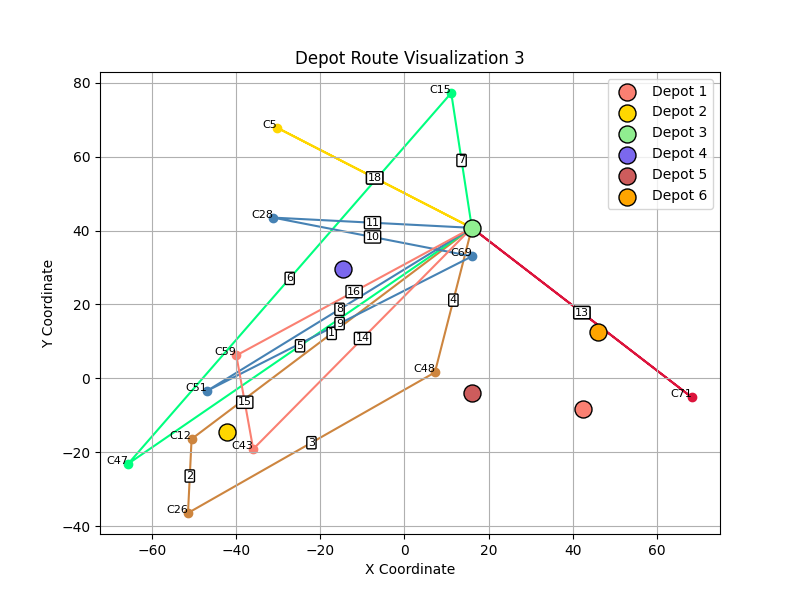 Depot Route Visualization 3
80
60
40
20
0
−20
−40
−60
−40
−20
0
20
40
60
Y Coordinate
X Coordinate
Depot 1
Depot 2
Depot 3
Depot 4
Depot 5
Depot 6
C15
C5
C28
C69
C59
C51
C48
C71
C12
C43
C47
C26
7
18
11
10
6
16
4
8
13
9
1
14
5
15
3
2